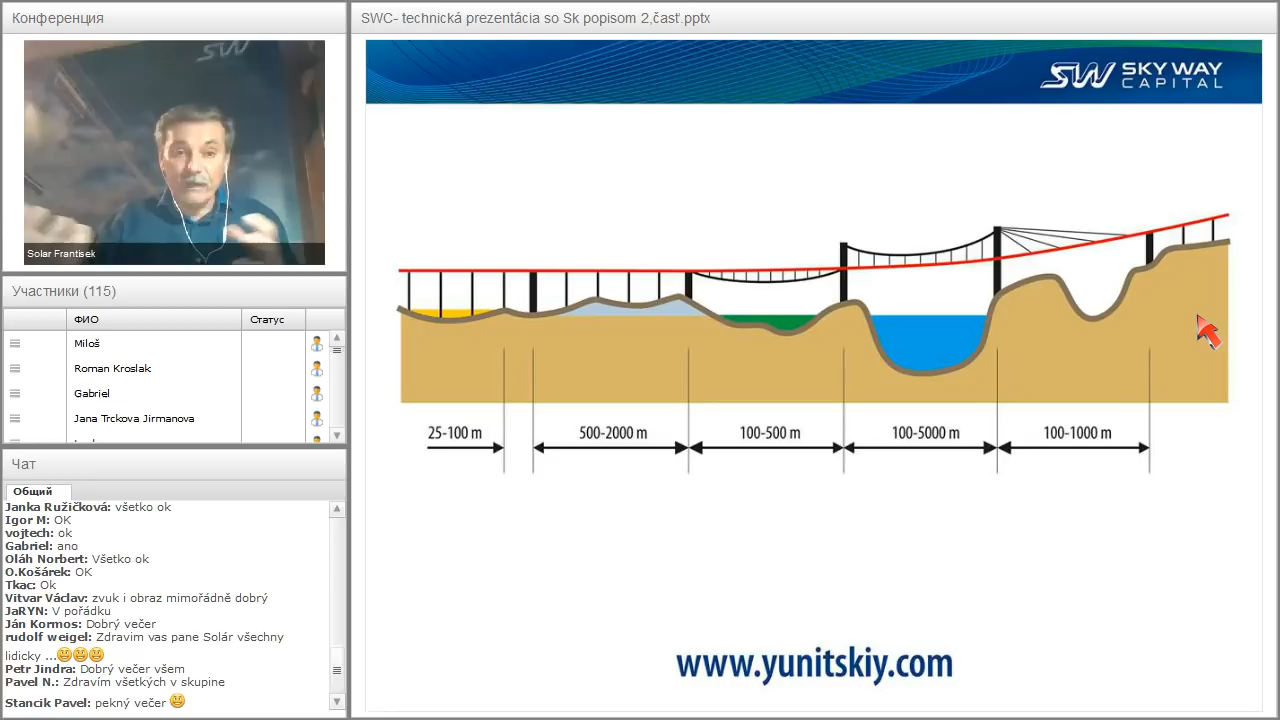 Конференция
SW
Solar Frantisek
Участники (115)
ФИО
Статус
Miloš
Roman Kroslak
Gabriel
Jana Trckova Jirmanova
Чат
Общий
Janka Ružičková: všetko ok
Igor M: OK
vojtech: ok
Gabriel: ano
Oláh Norbert: Všetko ok
O.Košárek: OK
Tkac: Ok
Vitvar Václav: zvuk i obraz mimořádně dobrý
JaRYN: V pořádku
Ján Kormos: Dobrý večer
rudolf weigel: Zdravim vas pane Solár všechny
lidicky ...
Petr Jindra: Dobrý večer všem
Pavel N.: Zdravím všetkých v skupine
Stancik Pavel: pekný večer
SWC- technická prezentácia so Sk popisom 2,časť.pptx
SW SKY WAY
CAPITAL
25-100 m
500-2000 m
100-500 m
100-5000 m
100-1000 m
www.yunitskiy.com